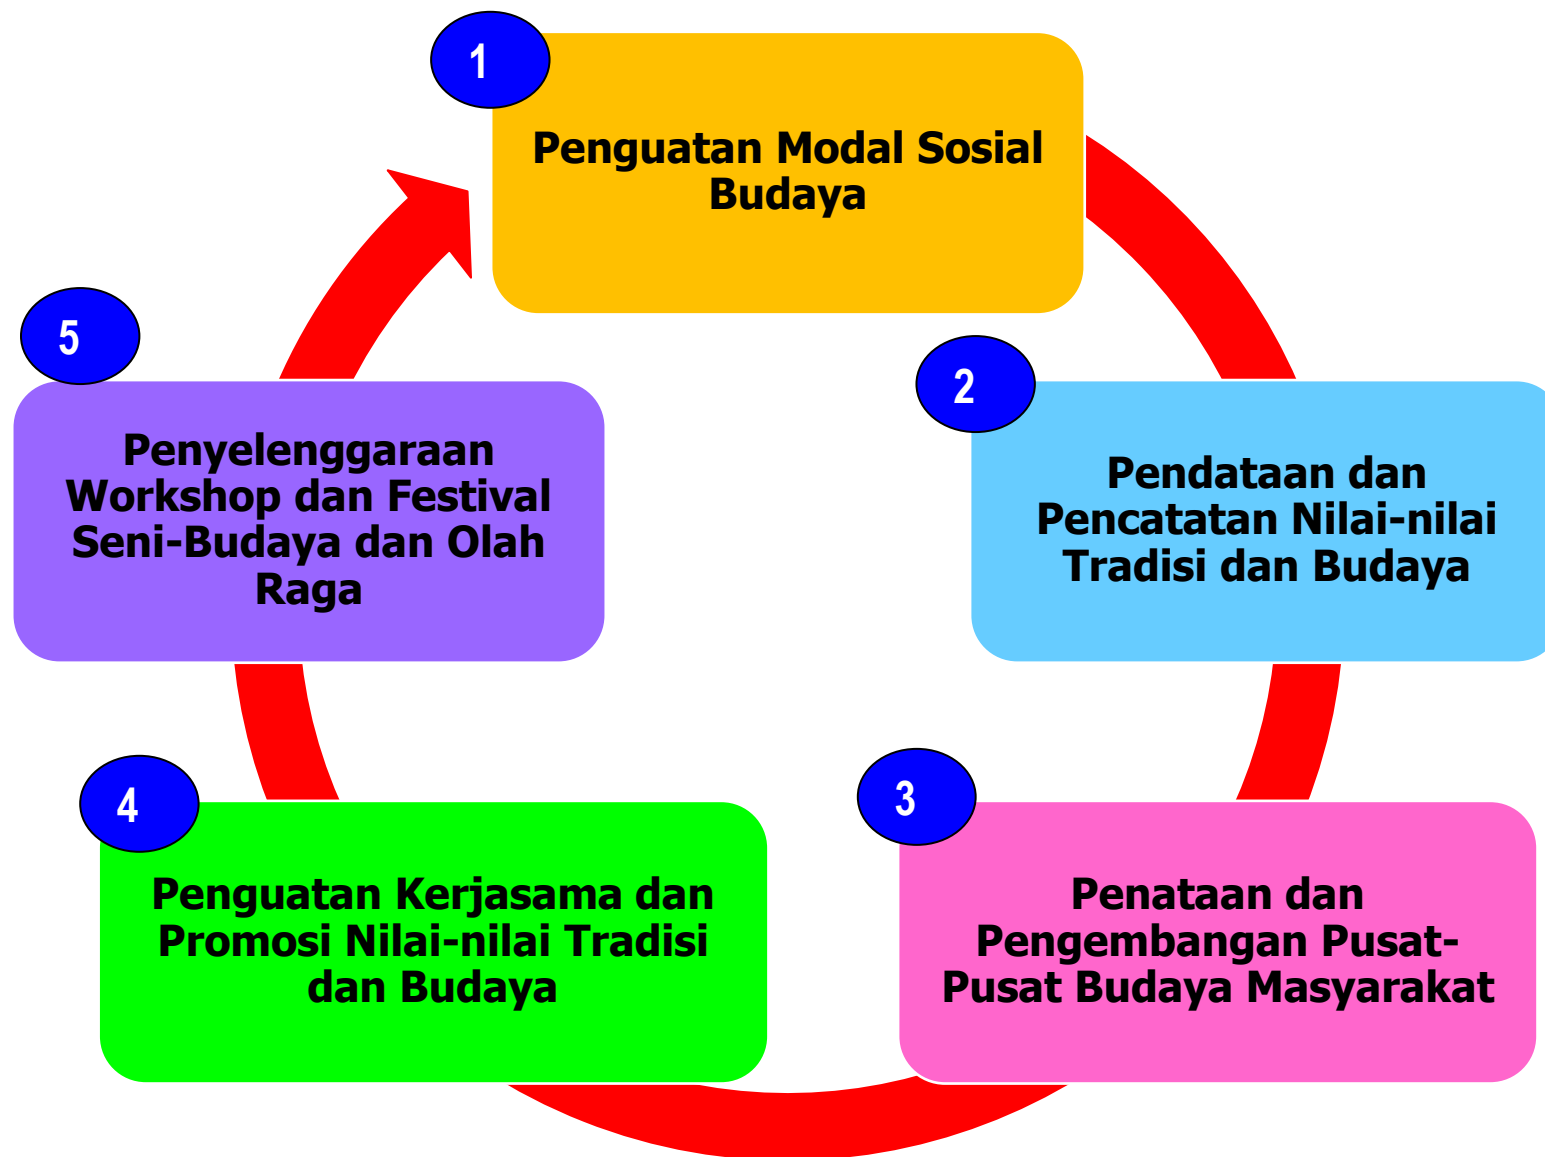 1
Penguatan Modal Sosial
Budaya
2
Pendataan dan
Pencatatan Nilai-nilai
Tradisi dan Budaya
3
Penataan dan
Pengembangan Pusat-
Pusat Budaya Masyarakat
4
Penguatan Kerjasama dan
Promosi Nilai-nilai Tradisi
dan Budaya
5
Penyelenggaraan
Workshop dan Festival
Seni-Budaya dan Olah
Raga